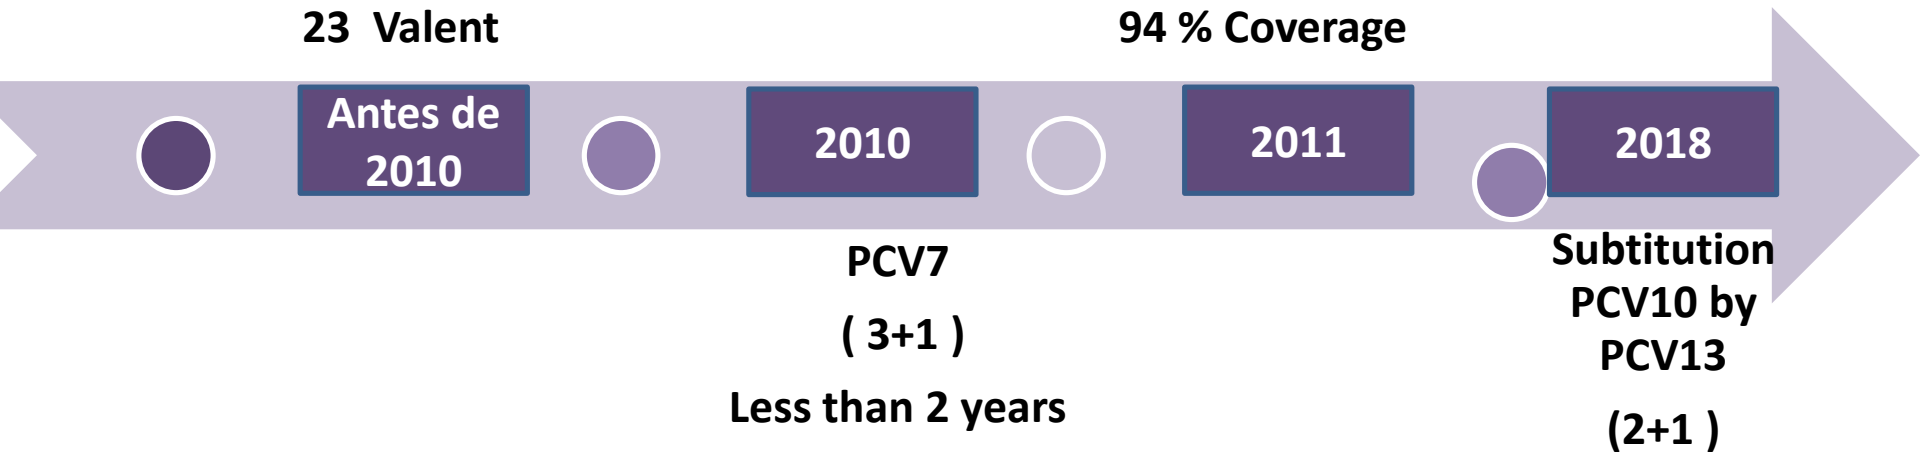 23 Valent
94 % Coverage
Antes de
2010
2010
2011
2018
PCV7
( 3+1 )
Less than 2 years
Subtitution
PCV10 by
PCV13
(2+1 )